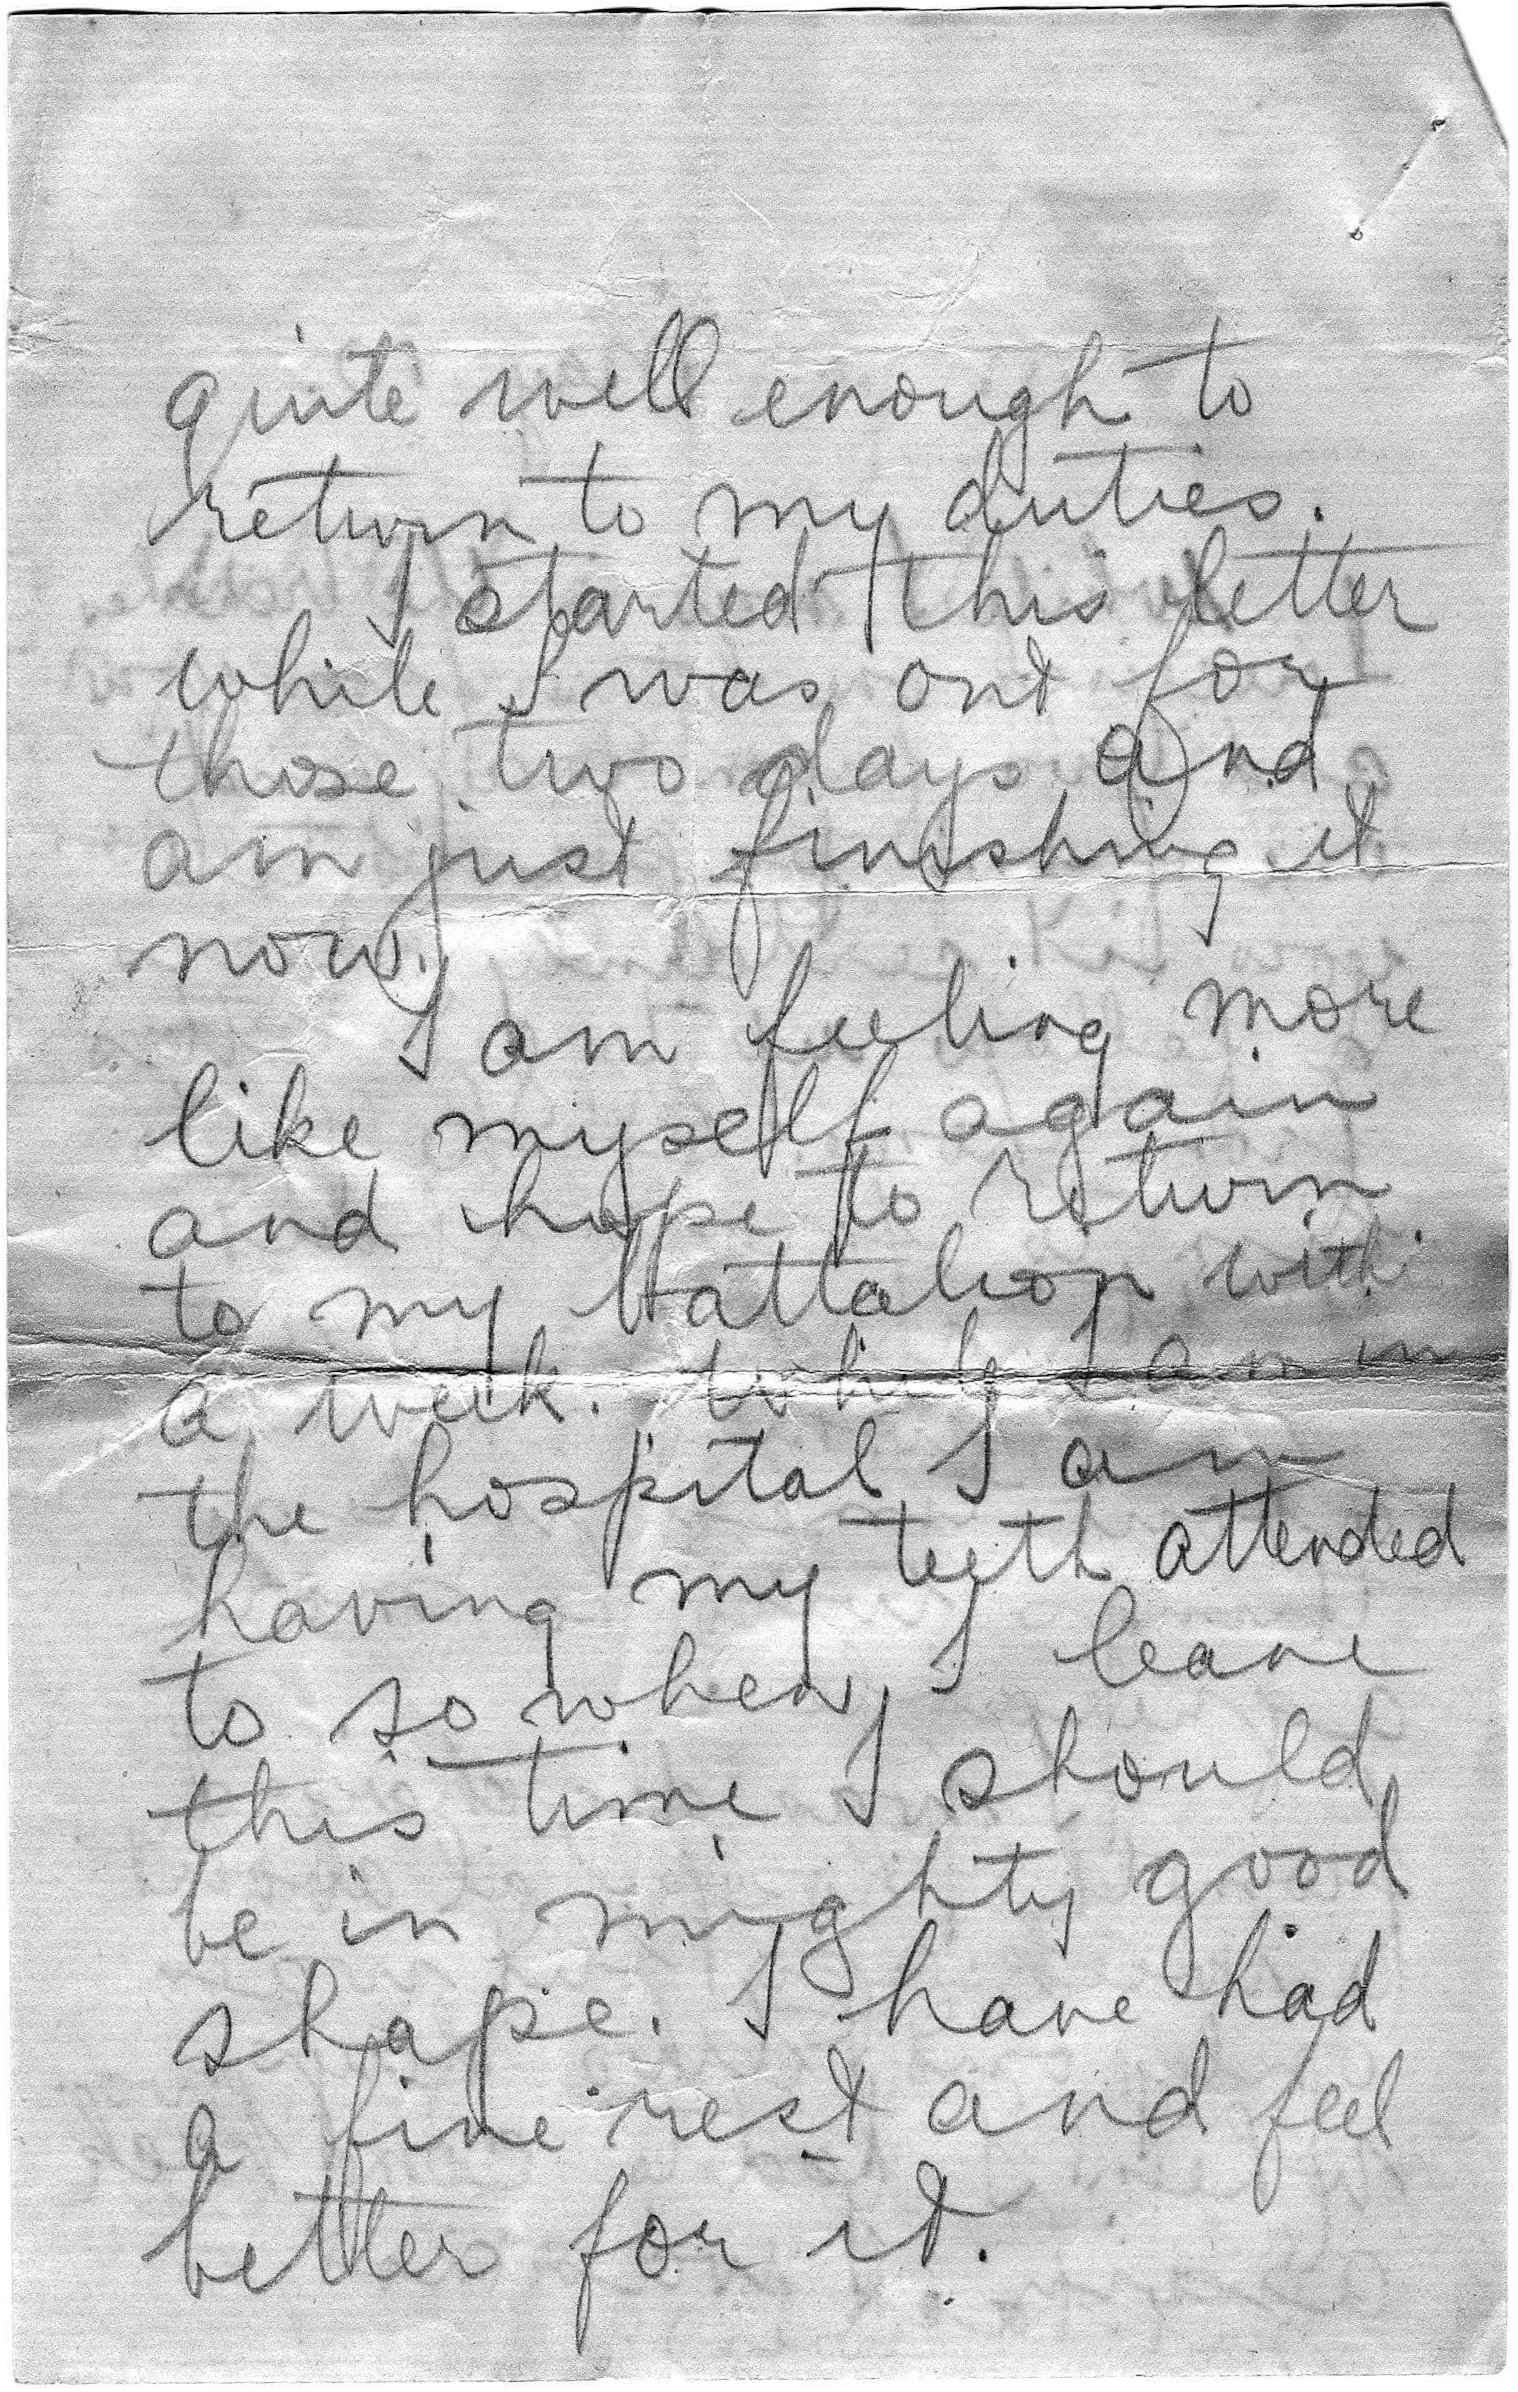 quite well enough to
return to my duties.
I started this letter
while I was out for
those two days and
am just finishing it
now.
I am feeling more
like myself again
and hope to return
to my battalion with
a week. While I am in
the hospital I am
having my teeth attended
to so when I leave
this time I should
be in mighty good
shape. I have had
a fine rest and feel
better for it.